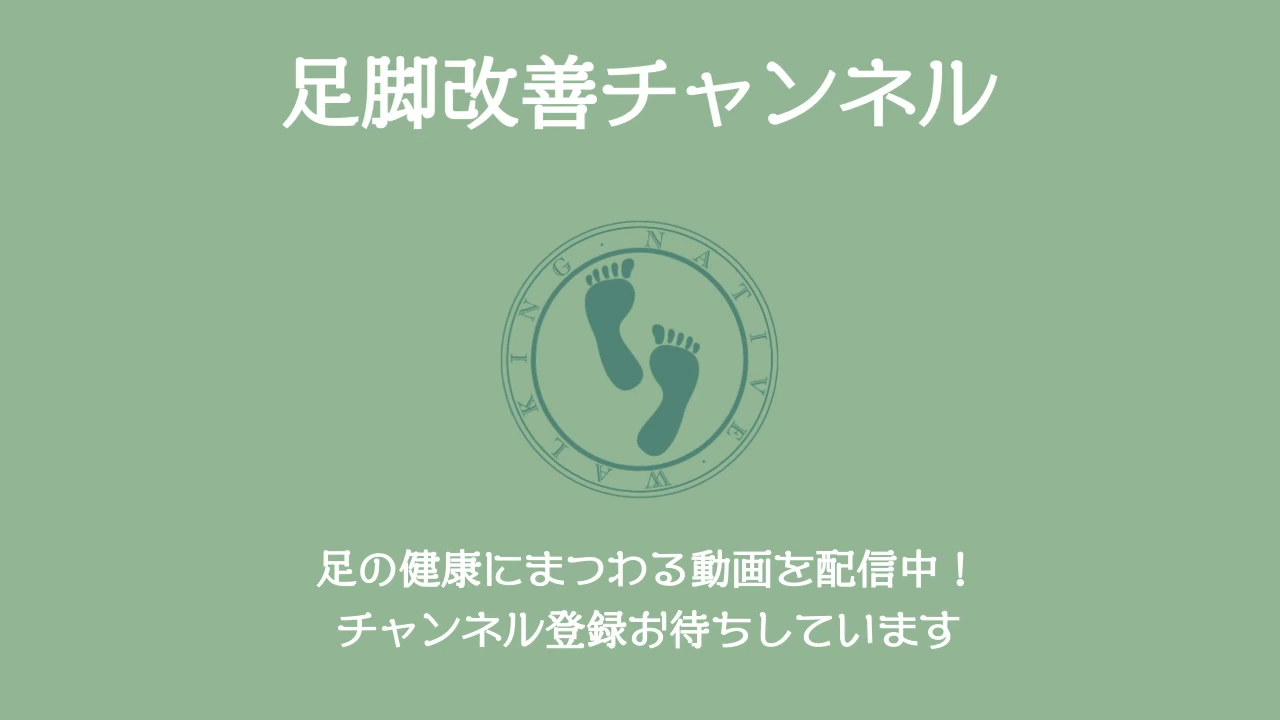 足脚改善チャンネル
NATIVE・WALKING・
足の健康にまつわる動画を配信中！
チャンネル登録お待ちしています